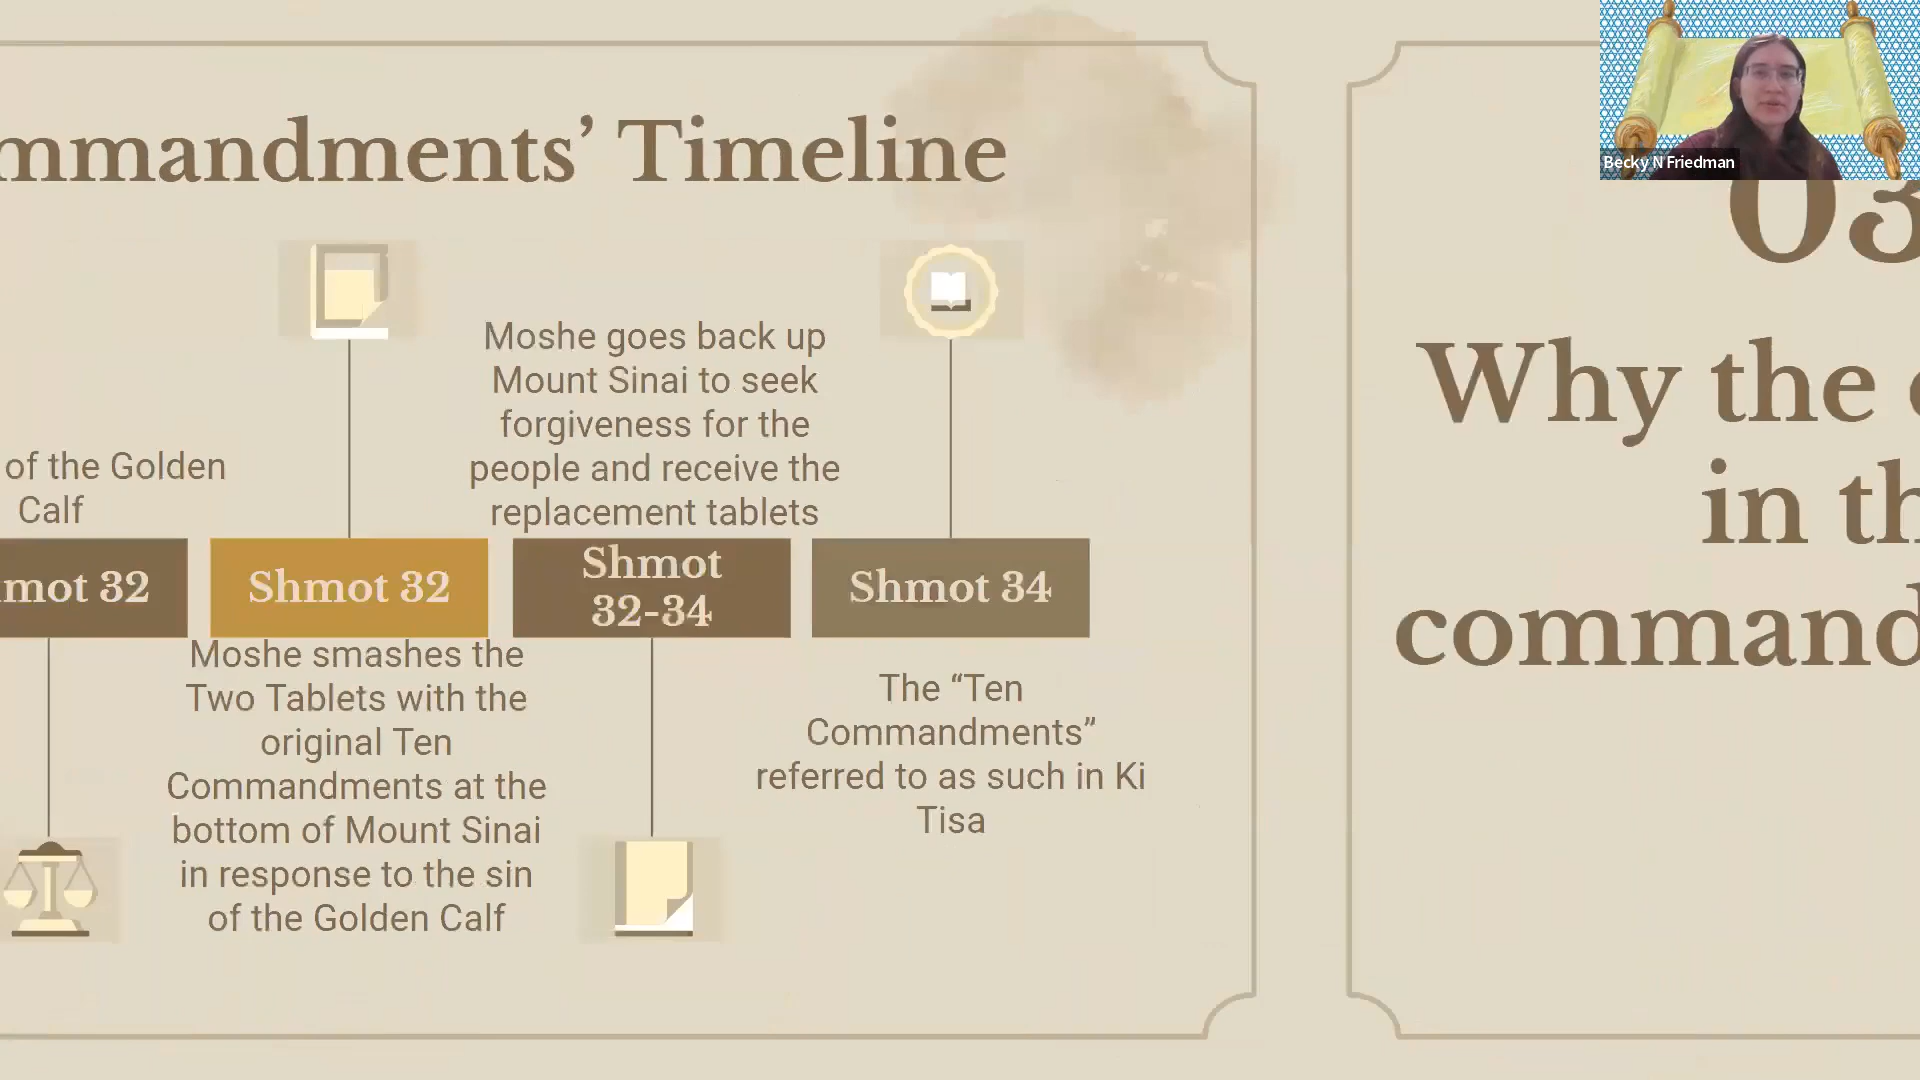 mmandments’ Timeline
Moshe goes back up
Mount Sinai to seek
forgiveness for the
people and receive the
replacement tablets
of the Golden
Calf
mot 32
Shmot 32
Shmot
32-34
Shmot 34
Moshe smashes the
Two Tablets with the
original Ten
Commandments at the
bottom of Mount Sinai
in response to the sin
of the Golden Calf
The “Ten
Commandments”
referred to as such in Ki
Tisa
Becky N Friedman
03
Why the
in th
command